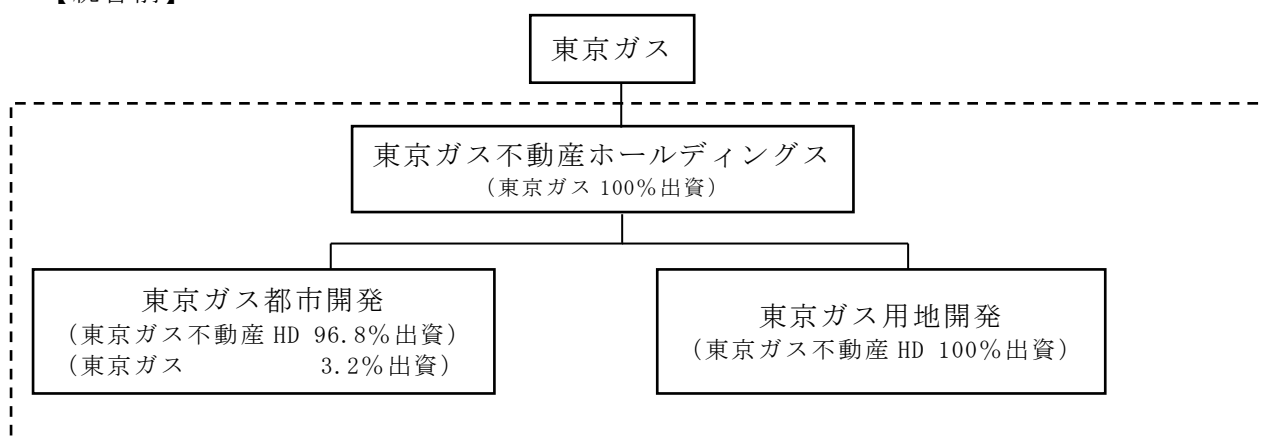 東京ガス
東京ガス不動産ホールディングス
（東京ガス 100％出資）
東京ガス都市開発
（東京ガス不動産 HD 96.8％出資）
（東京ガス 3.2％出資）
東京ガス用地開発
（東京ガス不動産 HD 100％出資）